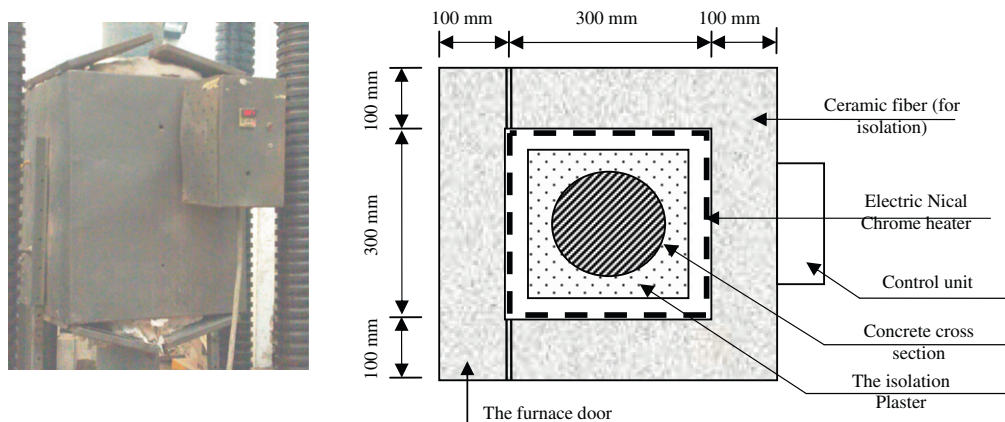 100 mm
300 mm
100 mm
100 mm
300 mm
100 mm
Ceramic fiber (for
isolation)
Electric Nical
Chrome heater
Control unit
Concrete cross
section
The isolation
Plaster
The furnace door